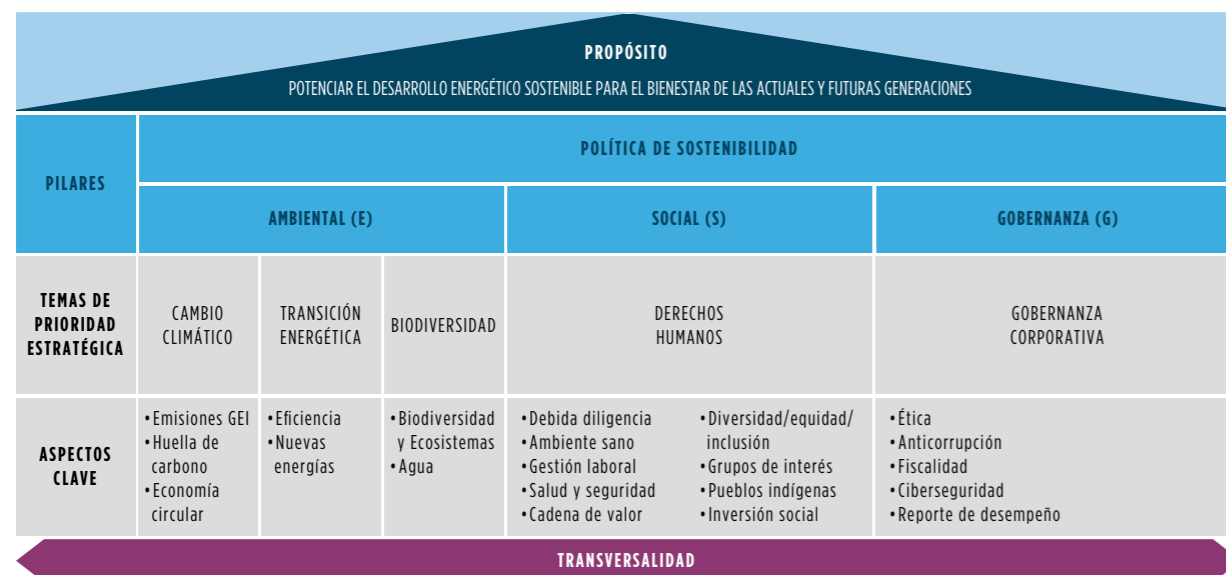 PROPÓSITO
POTENCIAR EL DESARROLLO ENERGÉTICO SOSTENIBLE PARA EL BIENESTAR DE LAS ACTUALES Y FUTURAS GENERACIONES
PILARES
POLÍTICA DE SOSTENIBILIDAD
AMBIENTAL (E)
SOCIAL (S)
GOBERNANZA (G)
TEMAS DE
PRIORIDAD
ESTRATÉGICA
CAMBIO
CLIMÁTICO
TRANSICIÓN
ENERGÉTICA
BIODIVERSIDAD
DERECHOS
HUMANOS
GOBERNANZA
CORPORATIVA
ASPECTOS
CLAVE
• Emisiones GEI
• Huella de
carbono
• Economía
circular
• Eficiencia
• Nuevas
energías
• Biodiversidad
y Ecosistemas
• Agua
• Debida diligencia
• Ambiente sano
• Gestión laboral
• Salud y seguridad
• Cadena de valor
• Diversidad/equidad/
inclusión
• Grupos de interés
• Pueblos indígenas
• Inversión social
• Ética
• Anticorrupción
• Fiscalidad
• Ciberseguridad
• Reporte de desempeño
TRANSVERSALIDAD